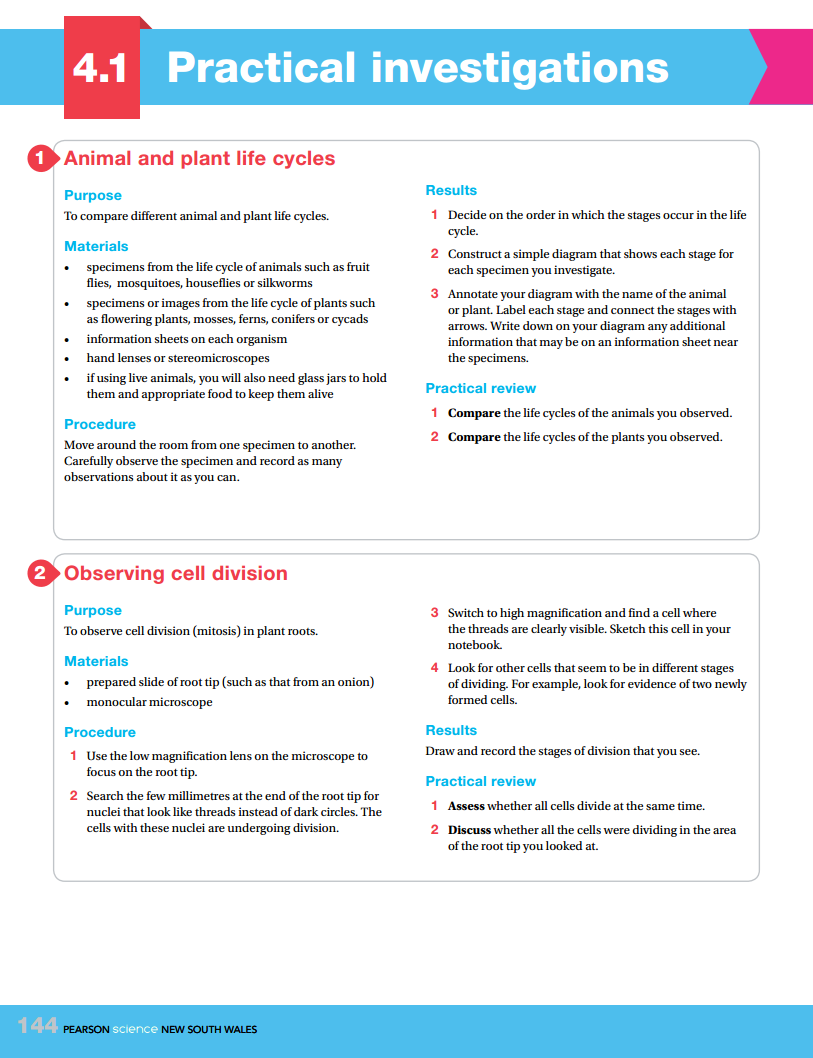 4.1 Practical investigations
1 Animal and plant life cycles
Purpose
To compare different animal and plant life cycles.
Materials
• specimens from the life cycle of animals such as fruit
flies, mosquitoes, houseflies or silkworms
• specimens or images from the life cycle of plants such
as flowering plants, mosses, ferns, conifers or cycads
• information sheets on each organism
• hand lenses or stereomicroscopes
• if using live animals, you will also need glass jars to hold
them and appropriate food to keep them alive
Procedure
Move around the room from one specimen to another.
Carefully observe the specimen and record as many
observations about it as you can.
Results
1 Decide on the order in which the stages occur in the life
cycle.
2 Construct a simple diagram that shows each stage for
each specimen you investigate.
3 Annotate your diagram with the name of the animal
or plant. Label each stage and connect the stages with
arrows. Write down on your diagram any additional
information that may be on an information sheet near
the specimens.
Practical review
1 Compare the life cycles of the animals you observed.
2 Compare the life cycles of the plants you observed.
2 Observing cell division
Purpose
To observe cell division (mitosis) in plant roots.
Materials
• prepared slide of root tip (such as that from an onion)
• monocular microscope
Procedure
1 Use the low magnification lens on the microscope to
focus on the root tip.
2 Search the few millimetres at the end of the root tip for
nuclei that look like threads instead of dark circles. The
cells with these nuclei are undergoing division.
3 Switch to high magnification and find a cell where
the threads are clearly visible. Sketch this cell in your
notebook.
4 Look for other cells that seem to be in different stages
of dividing. For example, look for evidence of two newly
formed cells.
Results
Draw and record the stages of division that you see.
Practical review
1 Assess whether all cells divide at the same time.
2 Discuss whether all the cells were dividing in the area
of the root tip you looked at.
144 PEARSON science NEW SOUTH WALES